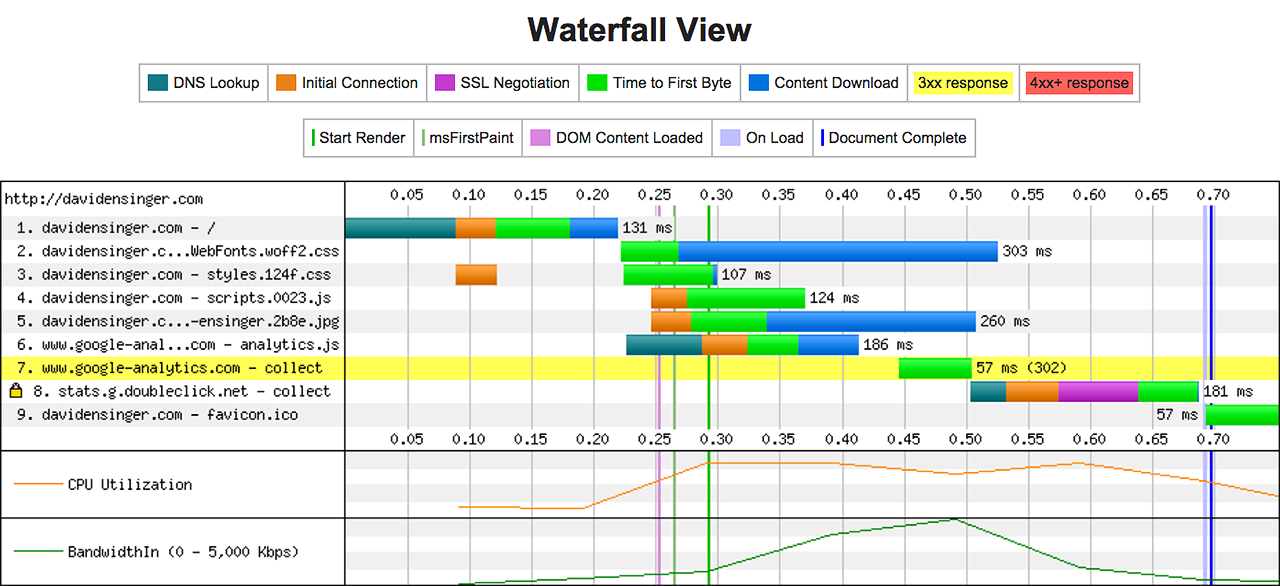 Waterfall View
DNS Lookup Initial Connection SSL Negotiation Time to First Byte Content Download 3xx response 4xx+ response
Start Render msFirstPaint DOM Content Loaded On Load Document Complete
http://davidensinger.com 0.05 0.10 0.15 0.20 0.25 0.30 0.35 0.40 0.45 0.50 0.55 0.60 0.65 0.70
1. davidensinger.com - / 131 ms
2. davidensinger.c...WebFonts.woff2.css 303 ms
3. davidensinger.com - styles.124f.css 107 ms
4. davidensinger.com - scripts.0023.js 124 ms
5. davidensinger.c...-ensinger.2b8e.jpg 260 ms
6. www.google-anal...com - analytics.js 186 ms
7. www.google-analytics.com - collect 57 ms (302)
8. stats.g.doubleclick.net - collect 181 ms
9. davidensinger.com - favicon.ico 57 ms
0.05 0.10 0.15 0.20 0.25 0.30 0.35 0.40 0.45 0.50 0.55 0.60 0.65 0.70
CPU Utilization
BandwidthIn (0 - 5,000 Kbps)